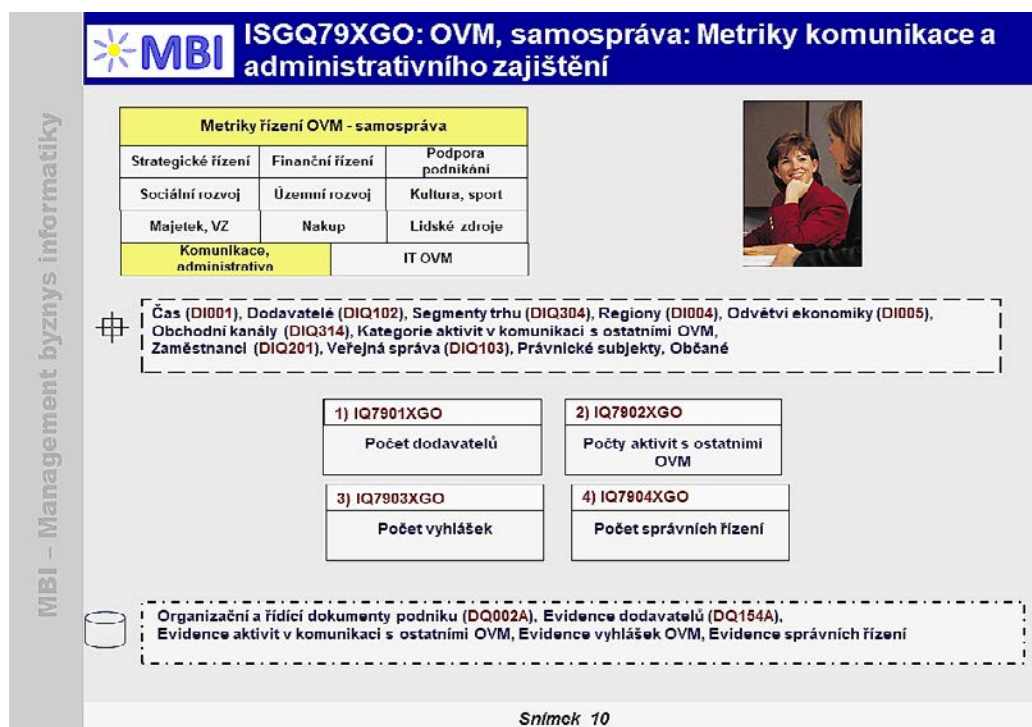 MBI
ISGQ79XGO: OVM, samospráva: Metriky komunikace a
administrativního zajištění
MBI – Management byznys informatiky
Metriky řízení OVM - samospráva
Strategické řízení
Finanční řízení
Podpora
podnikání
Sociální rozvoj
Územní rozvoj
Kultura, sport
Majetek, VZ
Nakup
Lidské zdroje
Komunikace,
administrativa
IT OVM
Čas (DI001), Dodavatelé (DIQ102), Segmenty trhu (DIQ304), Regiony (DI004), Odvětví ekonomiky (DI005),
Obchodní kanály (DIQ314), Kategorie aktivit v komunikaci s ostatními OVM,
Zaměstnanci (DIQ201), Veřejná správa (DIQ103), Právnické subjekty, Občané
1) IQ7901XGO
Počet dodavatelů
2) IQ7902XGO
Počty aktivit s ostatními
OVM
3) IQ7903XGO
Počet vyhlášek
4) IQ7904XGO
Počet správních řízení
Organizační a řídící dokumenty podniku (DQ002A), Evidence dodavatelů (DQ154A),
Evidence aktivit v komunikaci s ostatními OVM, Evidence vyhlášek OVM, Evidence správních řízení
Snímek 10